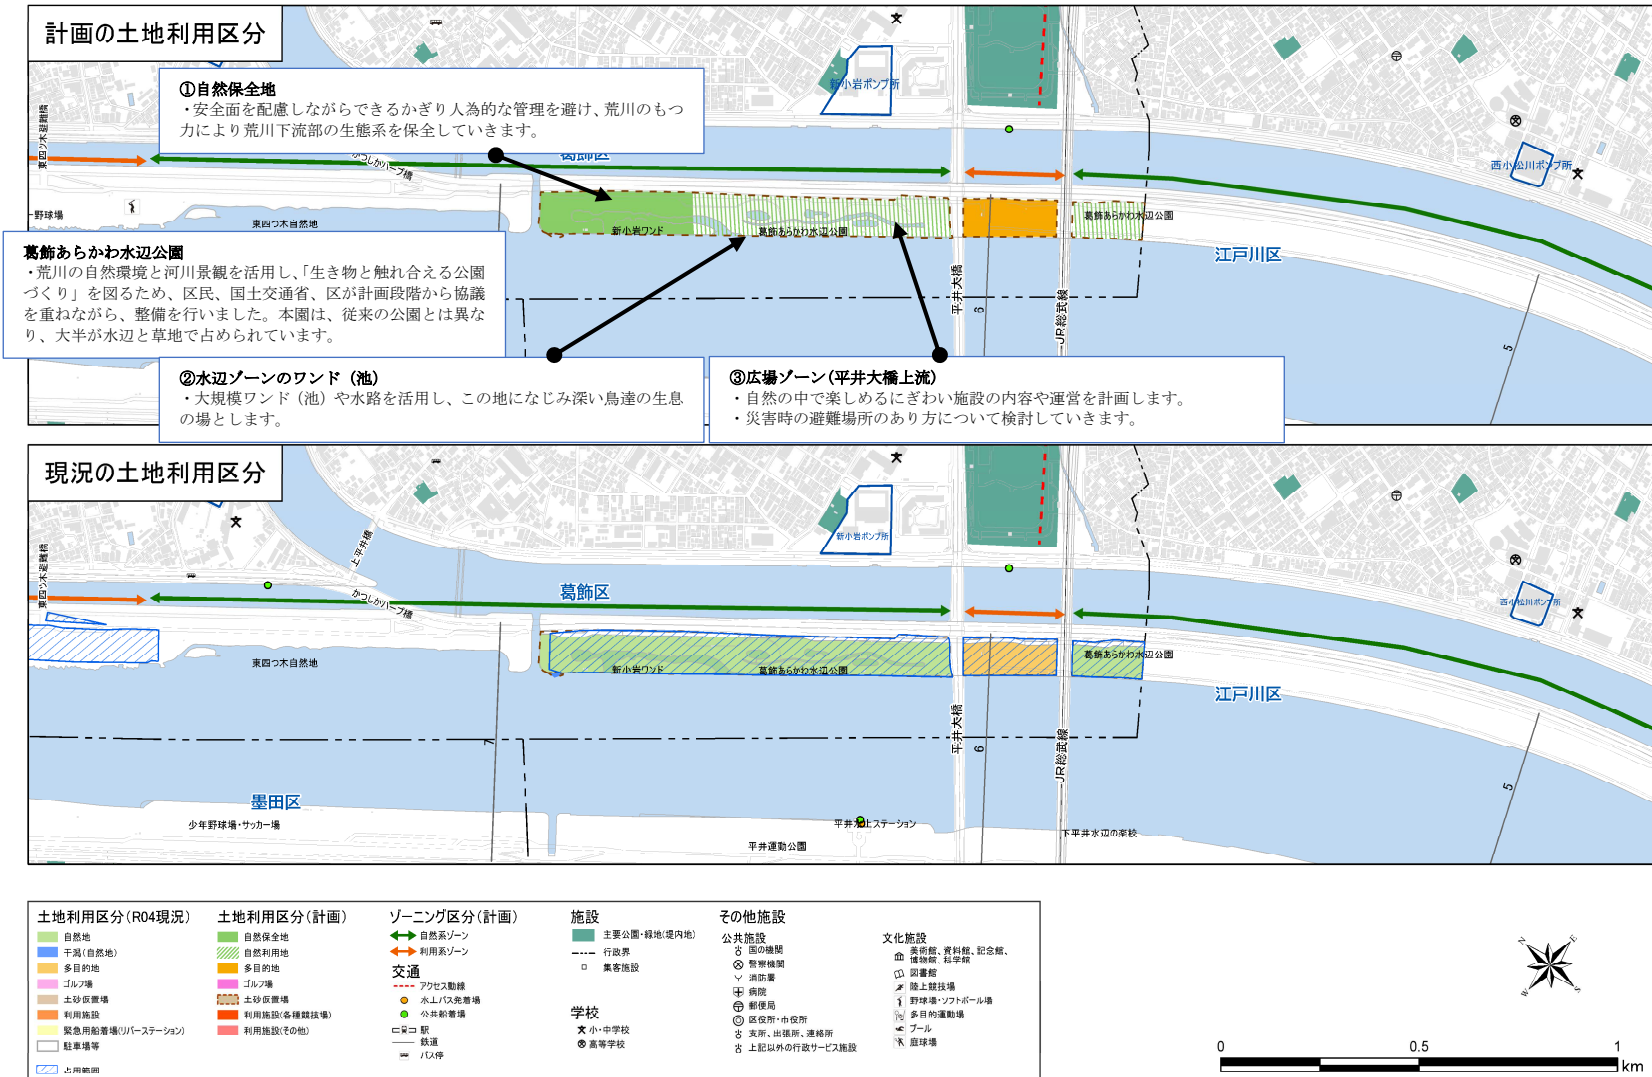 計画の土地利用区分
①自然保全地
・安全面を配慮しながらできるかぎり人為的な管理を避け、荒川のもつ
力により荒川下流部の生態系を保全していきます。
新小岩ポンプ所
西小松川ポンプ所
東四つ木避難橋
かつしかハープ橋
葛飾区
野球場
東四つ木自然地
新小岩ワンド
葛飾あらかわ水辺公園
葛飾あらかわ水辺公園
江戸川区
平井大橋
6
JR総武線
5
葛飾あらかわ水辺公園
・荒川の自然環境と河川景観を活用し、「生き物と触れ合える公園
づくり」を図るため、区民、国土交通省、区が計画段階から協議
を重ねながら、整備を行いました。本園は、従来の公園とは異な
り、大半が水辺と草地で占められています。
②水辺ゾーンのワンド（池）
・大規模ワンド（池）や水路を活用し、この地になじみ深い鳥達の生息
の場とします。
③広場ゾーン(平井大橋上流)
・自然の中で楽しめるにぎわい施設の内容や運営を計画します。
・災害時の避難場所のあり方について検討していきます。
現況の土地利用区分
新小岩ポンプ所
上平井橋
東四つ木避難橋
かつしかハープ橋
葛飾区
西小松川ポンプ所
東四つ木自然地
新小岩ワンド
葛飾あらかわ水辺公園
葛飾あらかわ水辺公園
江戸川区
平井大橋
7
6
JR総武線
5
墨田区
少年野球場・サッカー場
平井水上ステーション
平井運動公園
下平井水辺の楽校
土地利用区分(R04現況)
自然地
干潟(自然地)
多目的地
ゴルフ場
土砂仮置場
利用施設
緊急用船着場(リバーステーション)
駐車場等
占用範囲
土地利用区分(計画)
自然保全地
自然利用地
多目的地
ゴルフ場
土砂仮置場
利用施設(各種競技場)
利用施設(その他)
ゾーニング区分(計画)
自然系ゾーン
利用系ゾーン
交通
アクセス動線
水上バス発着場
公共船着場
駅
鉄道
バス停
施設
主要公園・緑地(堤内地)
行政界
集客施設
学校
小・中学校
高等学校
その他施設
公共施設
国の機関
警察機関
消防署
病院
郵便局
区役所・市役所
支所、出張所、連絡所
上記以外の行政サービス施設
文化施設
美術館、資料館、記念館、
博物館、科学館
図書館
陸上競技場
野球場・ソフトボール場
多目的運動場
プール
庭球場
N
E
W
S
0
0.5
1
km